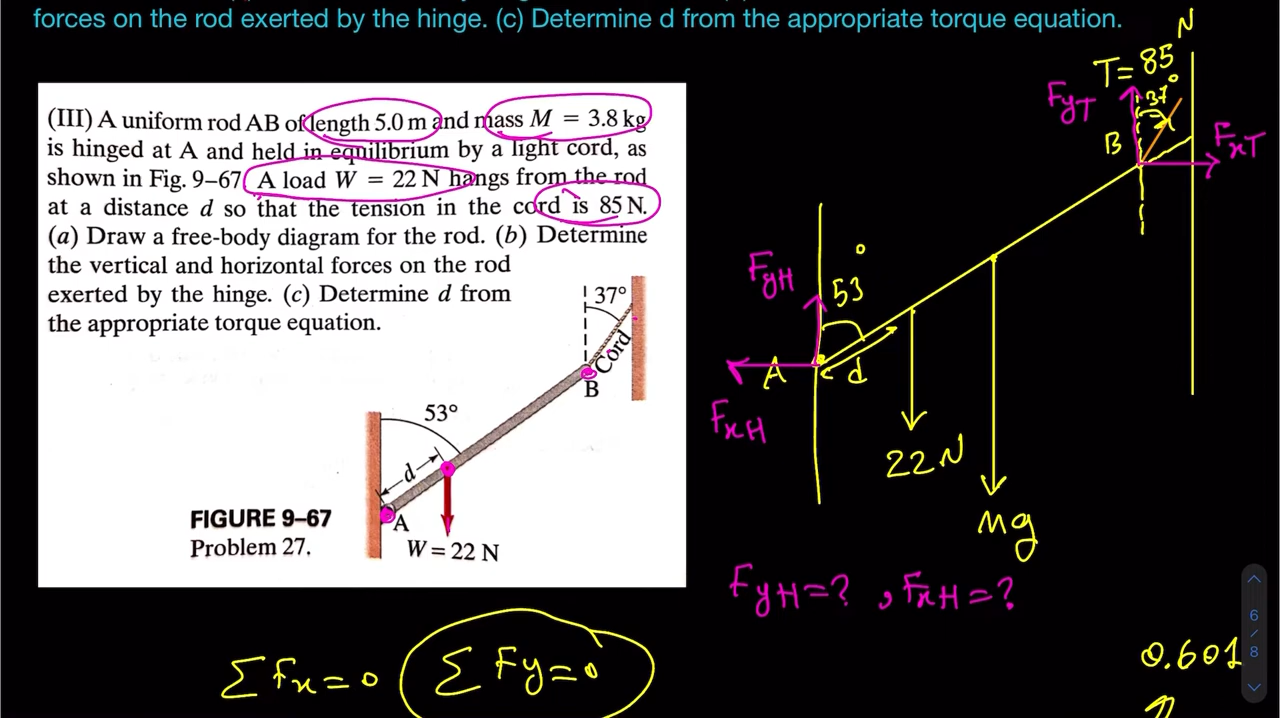 forces on the rod exerted by the hinge. (c) Determine d from the appropriate torque equation.
(III) A uniform rod AB of length 5.0 m and mass M = 3.8 kg
is hinged at A and held in equilibrium by a light cord, as
shown in Fig. 9–67. A load W = 22 N hangs from the rod
at a distance d so that the tension in the cord is 85 N.
(a) Draw a free-body diagram for the rod. (b) Determine
the vertical and horizontal forces on the rod
exerted by the hinge. (c) Determine d from
the appropriate torque equation.
37°
Cord
B
53°
d
A
W = 22 N
FIGURE 9–67
Problem 27.
N
T = 85
37°
FyT
B
FxT
FyH
53°
A
d
FxH
22 N
Mg
FyH = ? , FxH = ?
Σ Fx = 0
Σ Fy = 0
0.601
6
/
8